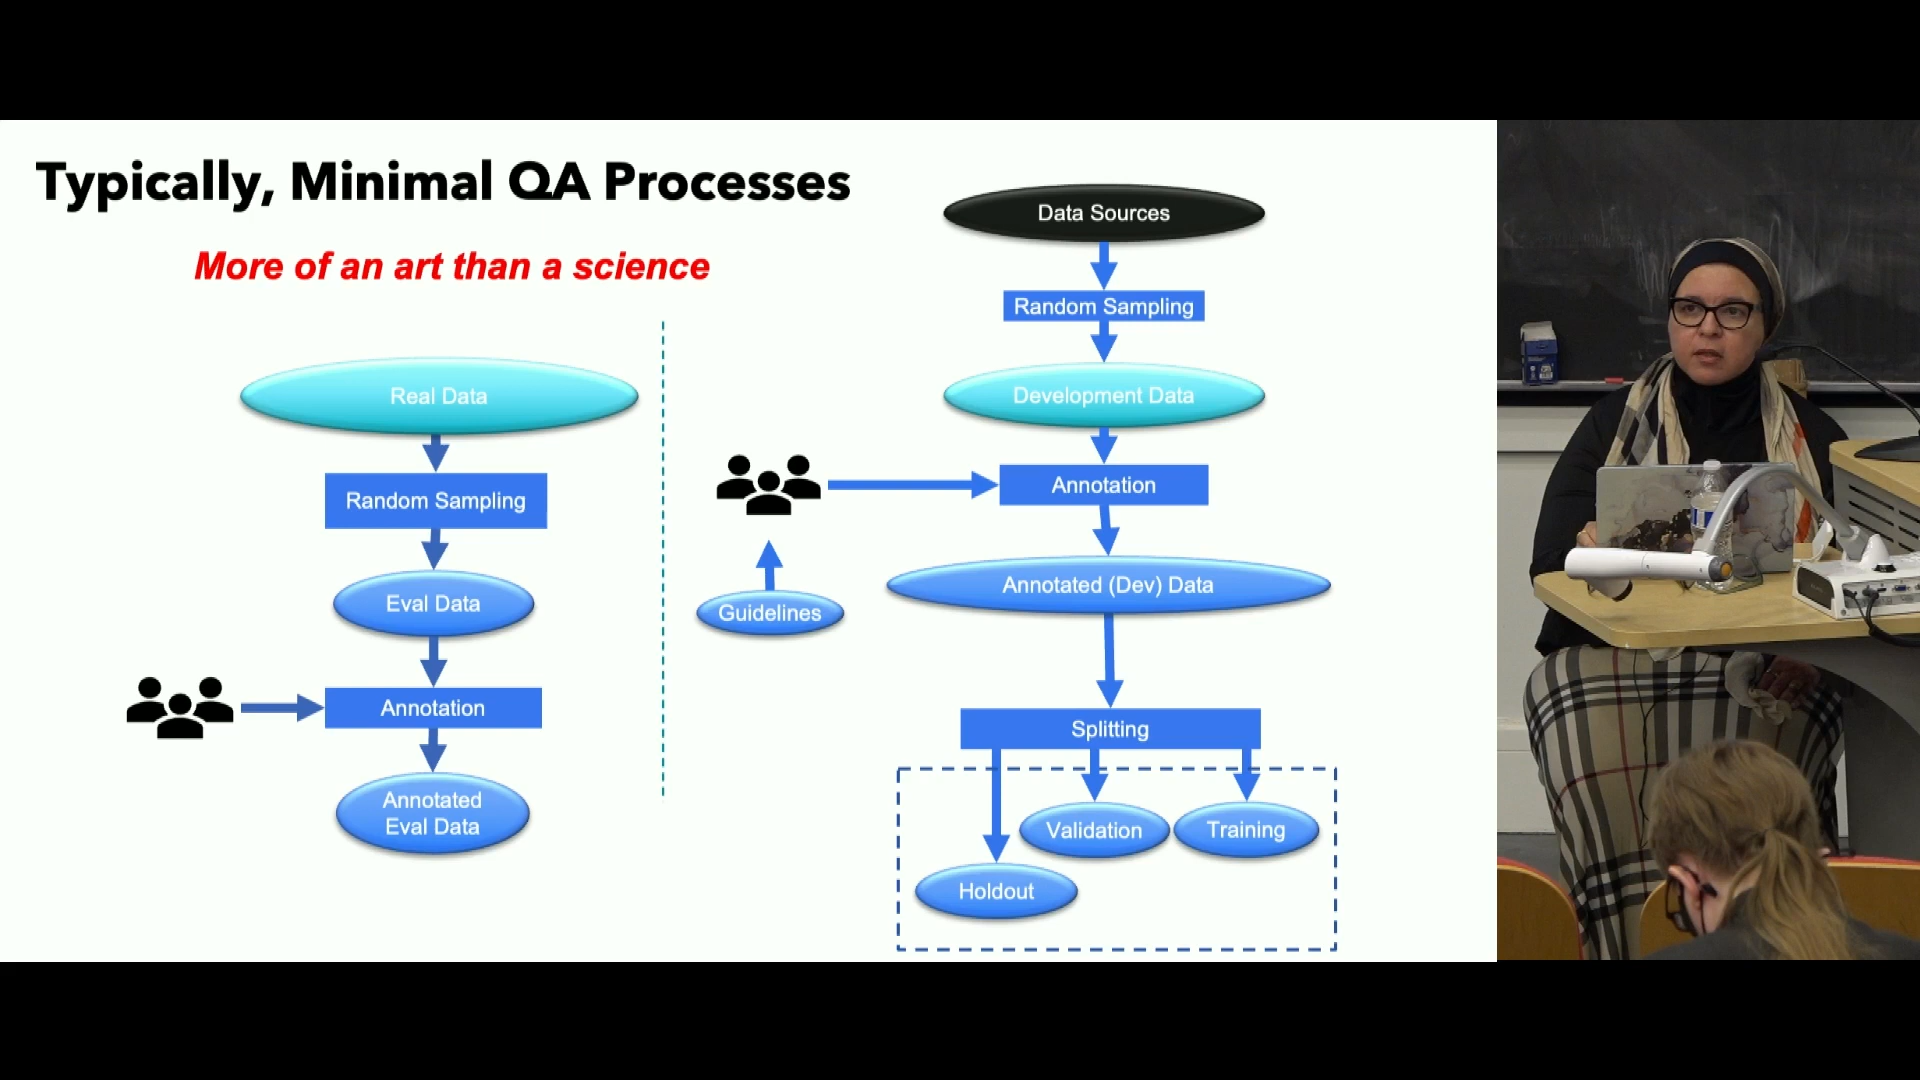 Typically, Minimal QA Processes
More of an art than a science
Real Data
Random Sampling
Eval Data
Annotation
Annotated
Eval Data
Data Sources
Random Sampling
Development Data
Annotation
Guidelines
Annotated (Dev) Data
Splitting
Validation
Training
Holdout